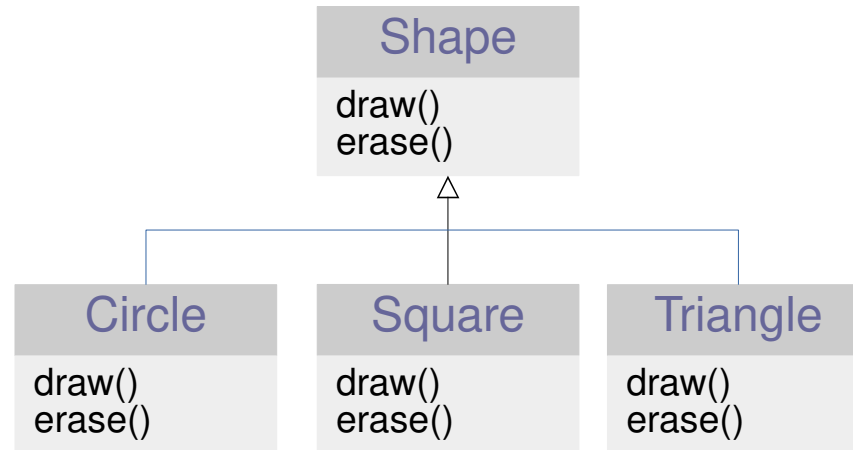 Shape
draw()
erase()
Circle
draw()
erase()
Square
draw()
erase()
Triangle
draw()
erase()